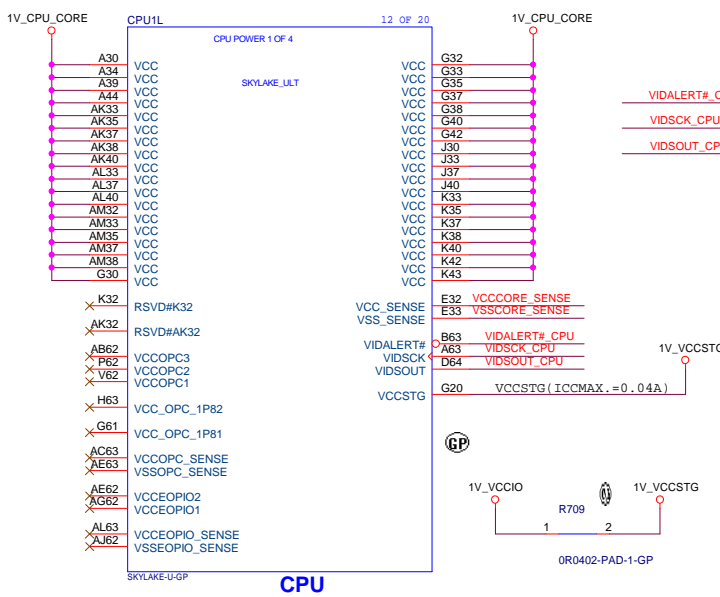 1V_CPU_CORE
CPU1L
12 OF 20
1V_CPU_CORE
CPU POWER 1 OF 4
SKYLAKE_ULT
A30 VCC
A34 VCC
A39 VCC
A44 VCC
AK33 VCC
AK35 VCC
AK37 VCC
AK38 VCC
AK40 VCC
AL33 VCC
AL37 VCC
AL40 VCC
AM32 VCC
AM33 VCC
AM35 VCC
AM37 VCC
AM38 VCC
G30 VCC
K32 RSVD#K32
AK32 RSVD#AK32
AB62 VCCOPC3
P62 VCCOPC2
V62 VCCOPC1
H63 VCC_OPC_1P82
G61 VCC_OPC_1P81
AC63 VCCOPC_SENSE
AE63 VSSOPC_SENSE
AE62 VCCEOPIO2
AG62 VCCEOPIO1
AL63 VCCEOPIO_SENSE
AJ62 VSSEOPIO_SENSE
VCC G32
VCC G33
VCC G35
VCC G37
VCC G38
VCC G40
VCC G42
VCC J30
VCC J33
VCC J37
VCC J40
VCC K33
VCC K35
VCC K37
VCC K38
VCC K40
VCC K42
VCC K43
VCC_SENSE E32 VCCCORE_SENSE
VSS_SENSE E33 VSSCORE_SENSE
VIDALERT# B63 VIDALERT#_CPU
VIDSCK A63 VIDSCK_CPU
VIDSOUT D64 VIDSOUT_CPU
VCCSTG G20 VCCSTG(ICCMAX.=0.04A)
SKYLAKE-U-GP
CPU
VIDALERT#_C
VIDSCK_CPU
VIDSOUT_CP
1V_VCCSTG
GP
1V_VCCIO
1V_VCCSTG
R709
1 2
0R0402-PAD-1-GP